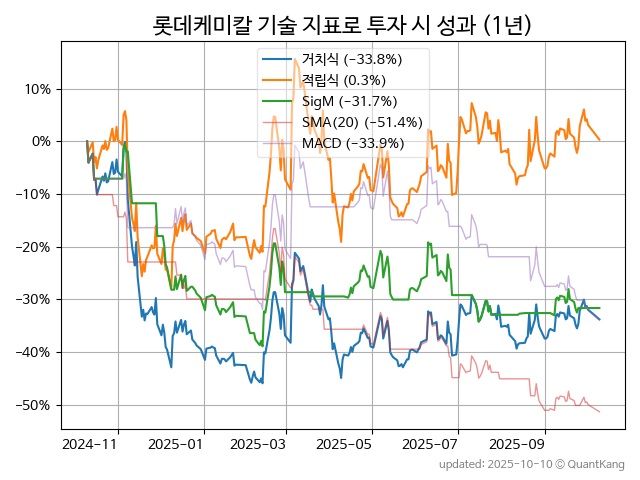 롯데케미칼 기술 지표로 투자 시 성과 (1년)
거치식 (-33.8%)
적립식 (0.3%)
SigM (-31.7%)
SMA(20) (-51.4%)
MACD (-33.9%)
10%
0%
-10%
-20%
-30%
-40%
-50%
2024-11
2025-01
2025-03
2025-05
2025-07
2025-09
updated: 2025-10-10 © QuantKang